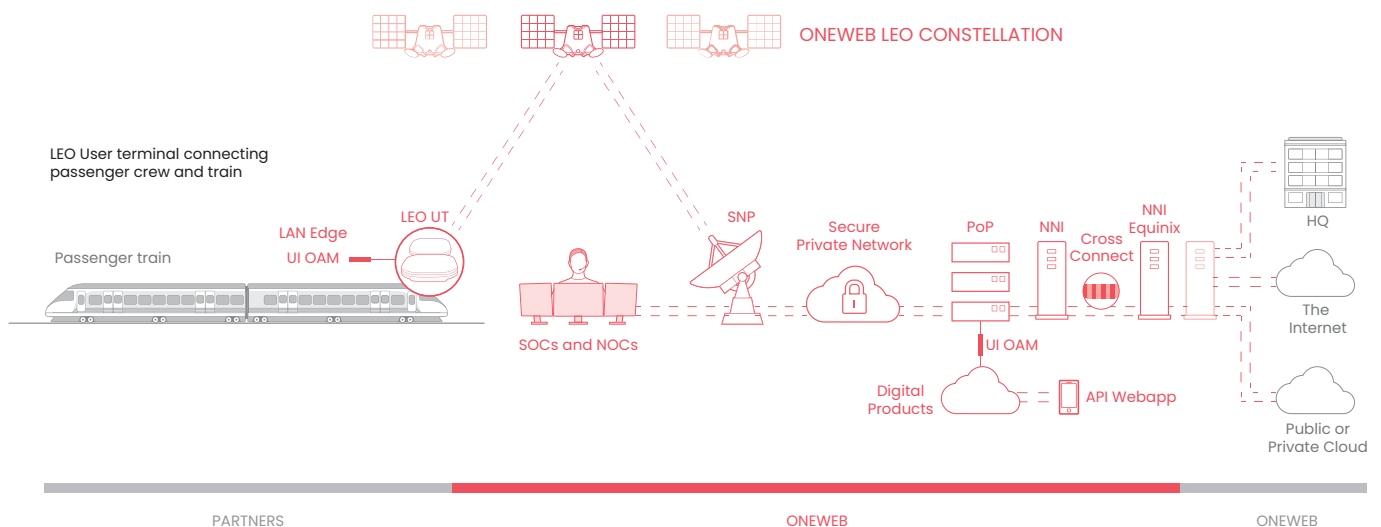 ONEWEB LEO CONSTELLATION
LEO User terminal connecting
passenger crew and train
Passenger train
LAN Edge
UI OAM
LEO UT
SOCs and NOCs
SNP
Secure
Private Network
PoP
NNI
Cross
Connect
NNI
Equinix
HQ
The
Internet
UI OAM
Digital
Products
API Webapp
Public or
Private Cloud
PARTNERS
ONEWEB
ONEWEB